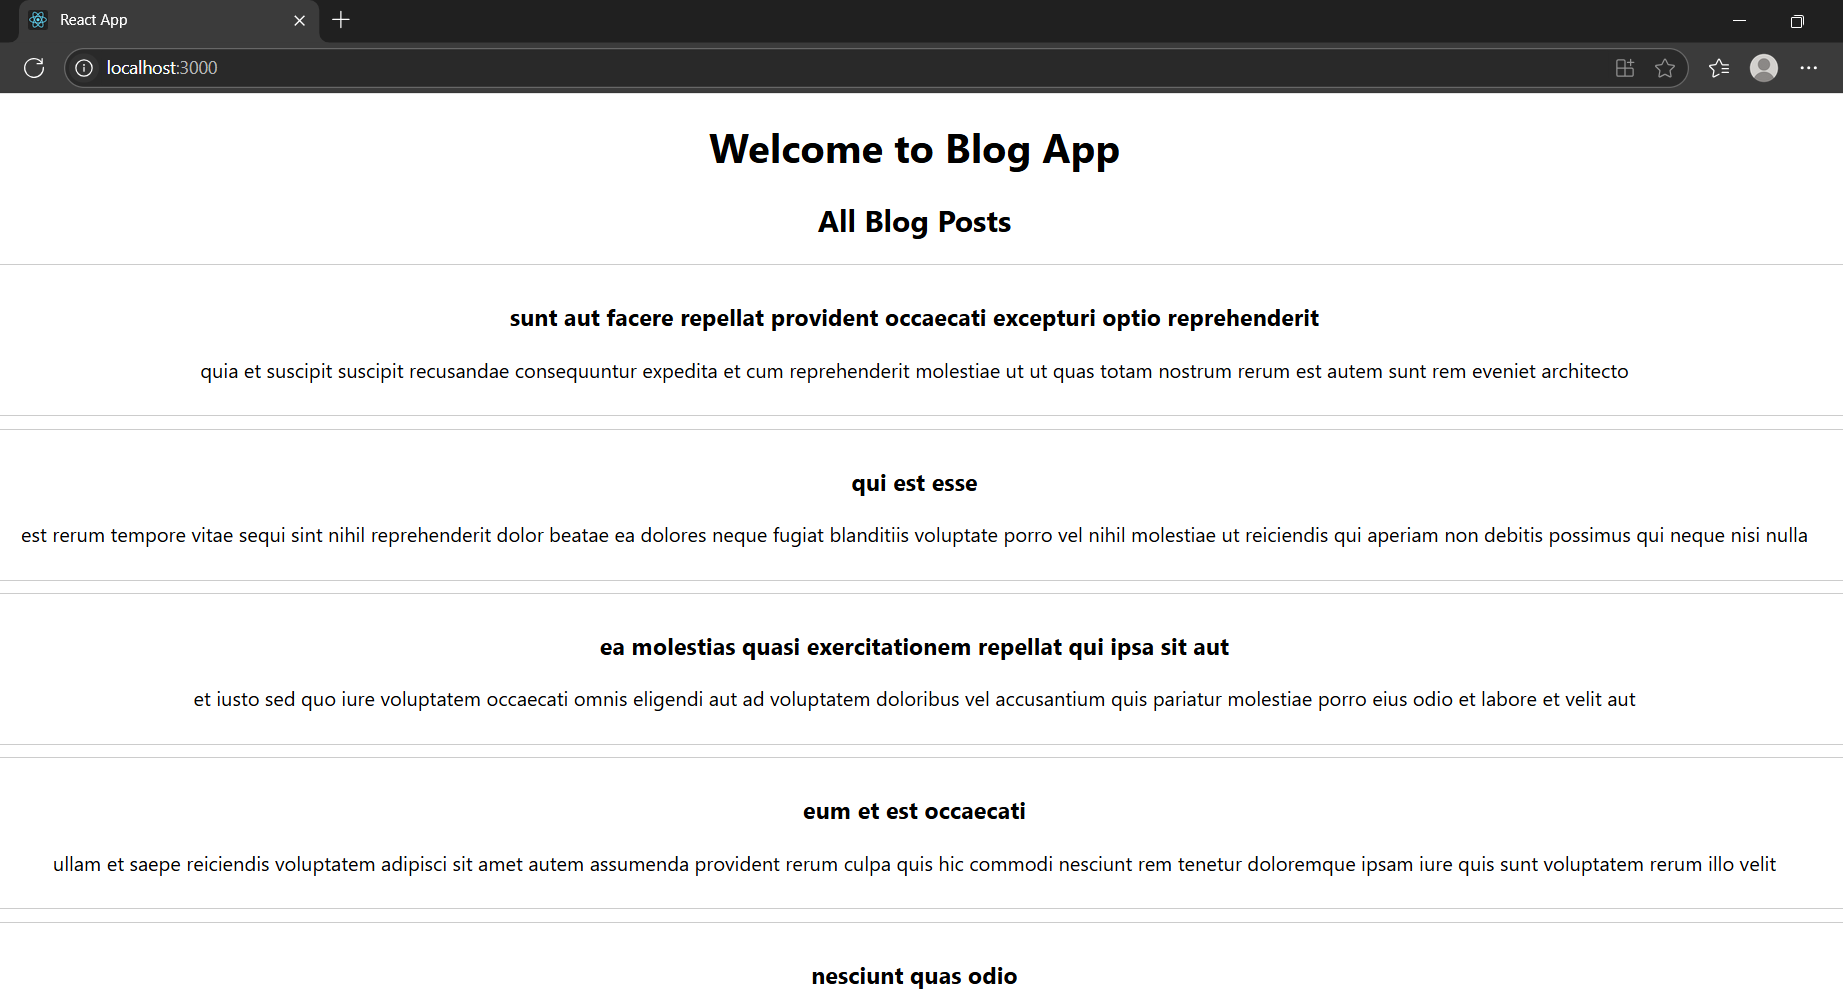 React App
localhost:3000
Welcome to Blog App
All Blog Posts
sunt aut facere repellat provident occaecati excepturi optio reprehenderit
quia et suscipit suscipit recusandae consequuntur expedita et cum reprehenderit molestiae ut ut quas totam nostrum rerum est autem sunt rem eveniet architecto
qui est esse
est rerum tempore vitae sequi sint nihil reprehenderit dolor beatae ea dolores neque fugiat blanditiis voluptate porro vel nihil molestiae ut reiciendis qui aperiam non debitis possimus qui neque nisi nulla
ea molestias quasi exercitationem repellat qui ipsa sit aut
et iusto sed quo iure voluptatem occaecati omnis eligendi aut ad voluptatem doloribus vel accusantium quis pariatur molestiae porro eius odio et labore et velit aut
eum et est occaecati
ullam et saepe reiciendis voluptatem adipisci sit amet autem assumenda provident rerum culpa quis hic commodi nesciunt rem tenetur doloremque ipsam iure quis sunt voluptatem rerum illo velit
nesciunt quas odio